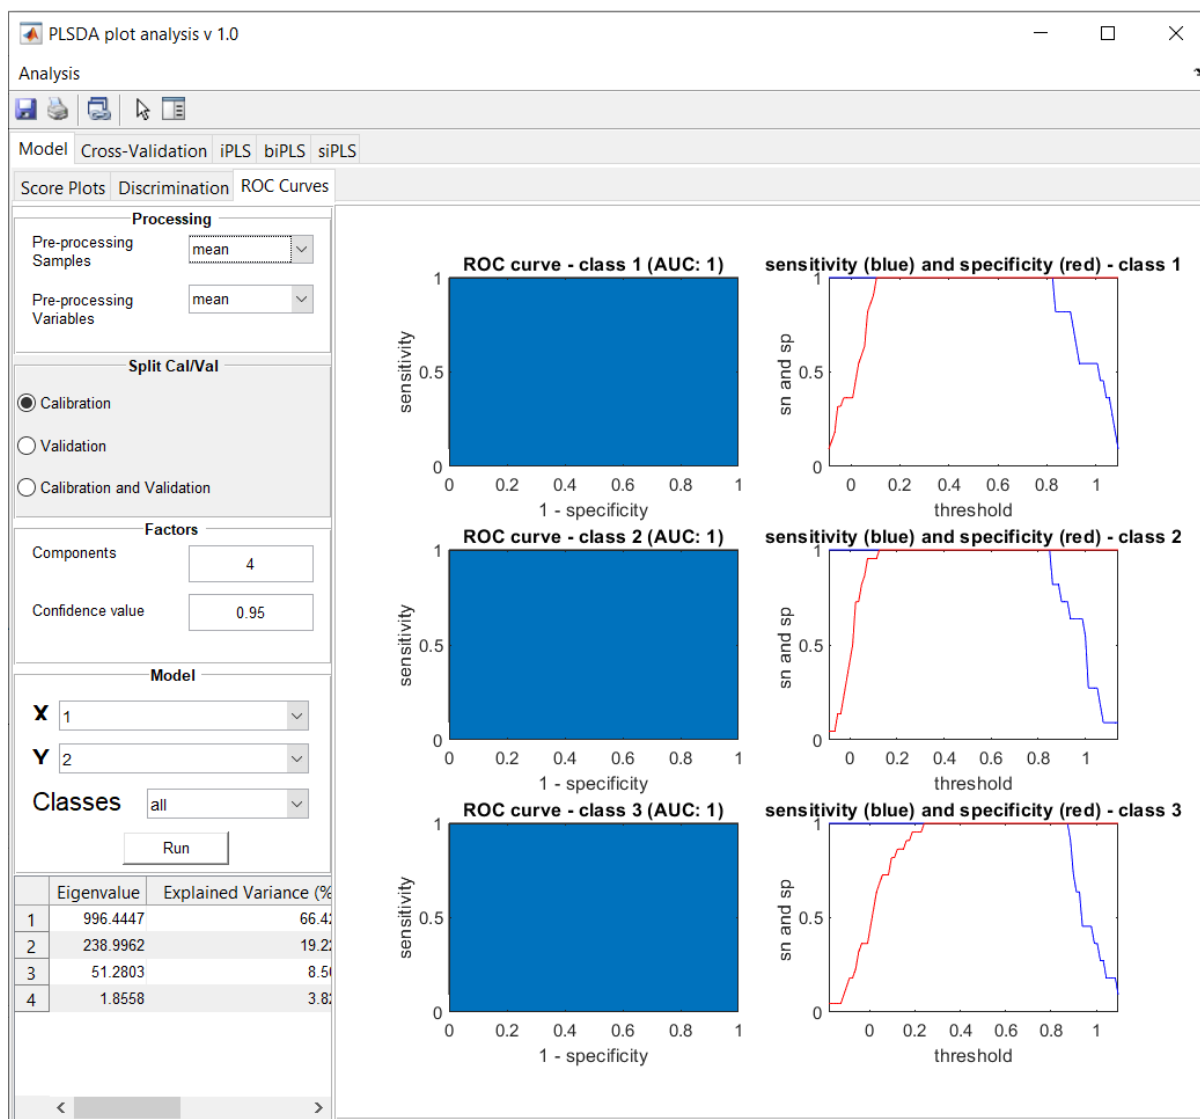 PLSDA plot analysis v 1.0
Analysis
Model Cross-Validation iPLS biPLS siPLS
Score Plots Discrimination ROC Curves
Processing
Pre-processing
Samples
mean
Pre-processing
Variables
mean
Split Cal/Val
Calibration
Validation
Calibration and Validation
Factors
Components
4
Confidence value
0.95
Model
X 1
Y 2
Classes all
Run
Eigenvalue Explained Variance (%
1 996.4447 66.42
2 238.9962 19.22
3 51.2803 8.50
4 1.8558 3.82
ROC curve - class 1 (AUC: 1)
sensitivity
1
0.5
0
0 0.2 0.4 0.6 0.8 1
1 - specificity
sensitivity (blue) and specificity (red) - class 1
sn and sp
1
0.5
0
0 0.2 0.4 0.6 0.8 1
threshold
ROC curve - class 2 (AUC: 1)
sensitivity
1
0.5
0
0 0.2 0.4 0.6 0.8 1
1 - specificity
sensitivity (blue) and specificity (red) - class 2
sn and sp
1
0.5
0
0 0.2 0.4 0.6 0.8 1
threshold
ROC curve - class 3 (AUC: 1)
sensitivity
1
0.5
0
0 0.2 0.4 0.6 0.8 1
1 - specificity
sensitivity (blue) and specificity (red) - class 3
sn and sp
1
0.5
0
0 0.2 0.4 0.6 0.8 1
threshold